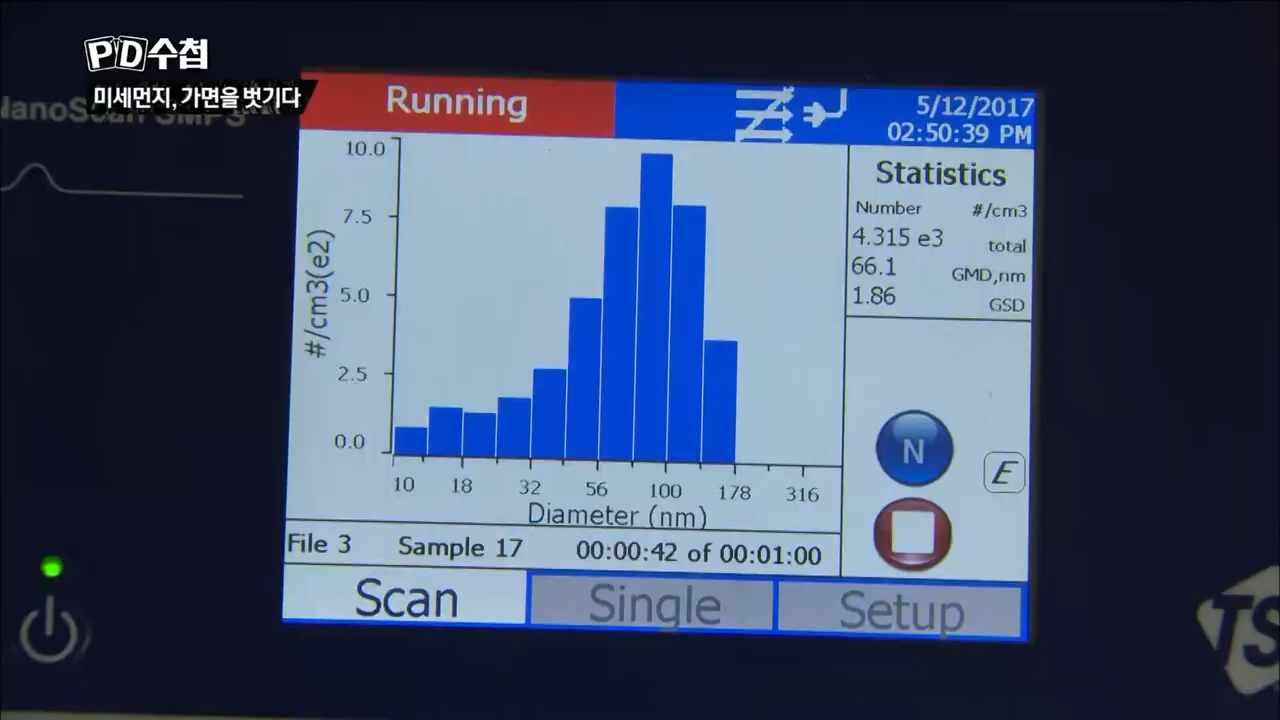 PD수첩
미세먼지, 가면을 벗기다
Running
5/12/2017
02:50:39 PM
10.0
7.5
5.0
2.5
0.0
#/cm3(e2)
10 18 32 56 100 178 316
Diameter (nm)
Statistics
Number #/cm3
4.315 e3 total
66.1 GMD,nm
1.86 GSD
N
E
File 3 Sample 17 00:00:42 of 00:01:00
Scan Single Setup